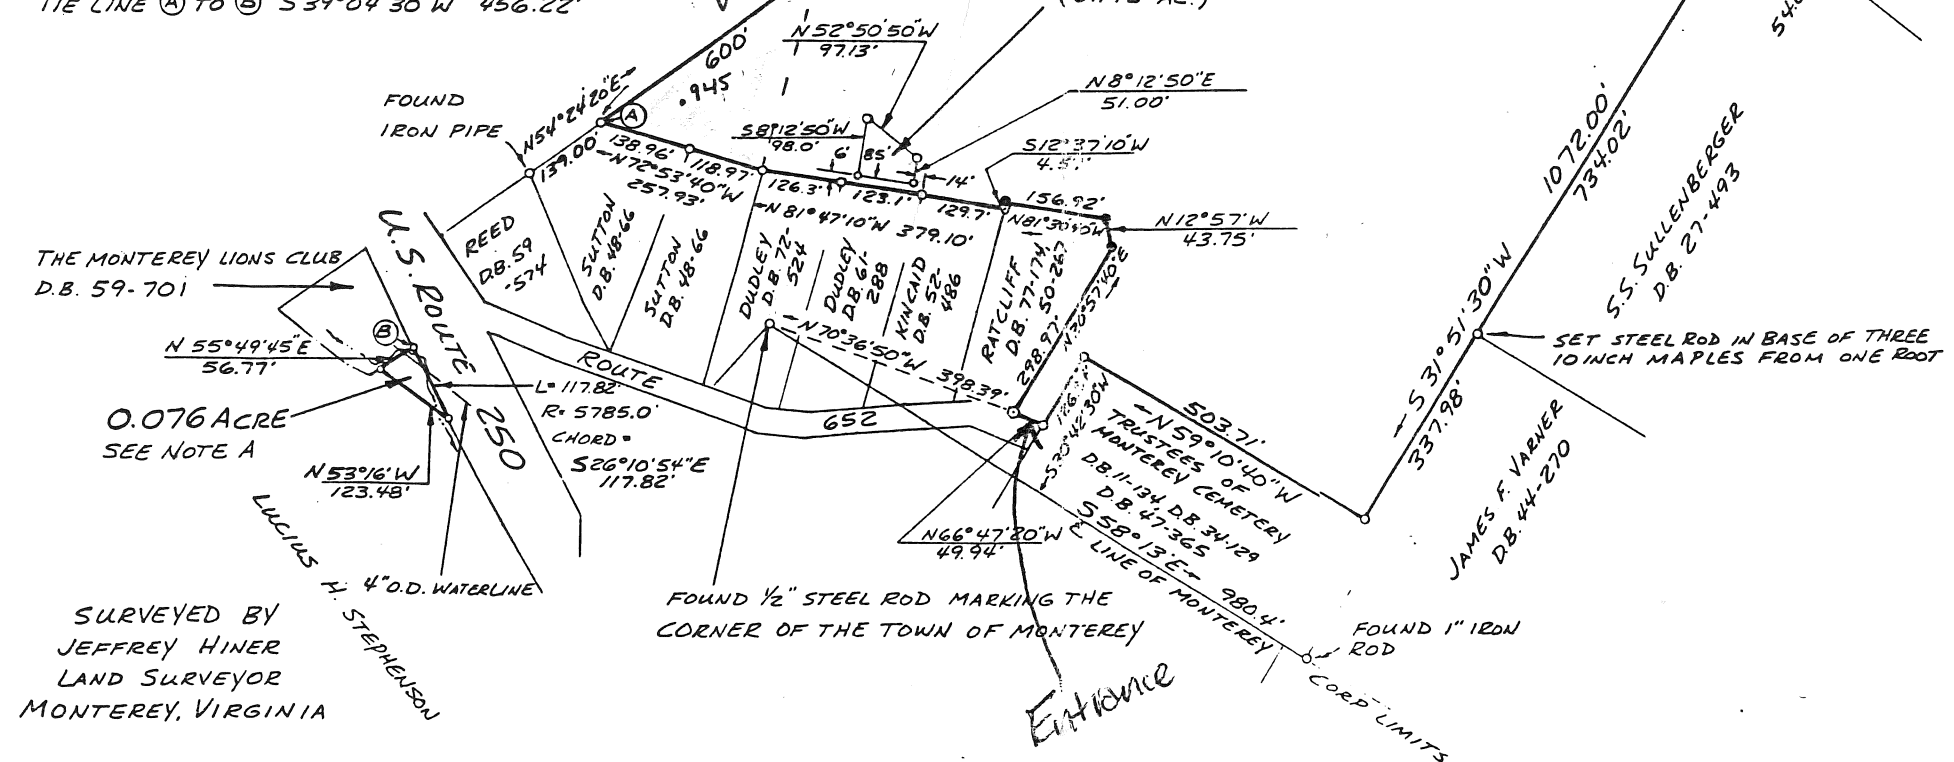 TIE LINE Ⓐ TO Ⓑ S 39°04'30"W 456.22'
N 52°50'50"W
97.13'
600'
.945
FOUND
IRON PIPE
N54°24'20"E
139.00'
A
N8°12'50"E
51.00'
S8°12'50"W
98.0'
6'
85'
14'
S12°37'10"W
138.96'
118.97'
N72°53'40"W
257.93'
126.3'
123.1'
129.7'
N81°47'10"W 379.10'
156.92'
N12°57'W
43.75'
REED
D.B. 59
-574
SUTTON
D.B. 48-66
SUTTON
D.B. 48-66
DUDLEY
D.B. 72-
524
DUDLEY
D.B. 61-
288
KINCAID
D.B. 52-
486
RATCLIFF
D.B. 77-174,
50-267
298.97'
THE MONTEREY LIONS CLUB
D.B. 59-701
U.S. ROUTE 250
B
N 55°49'45"E
56.77'
0.076 ACRE
SEE NOTE A
N53°16'W
123.48'
L= 117.82'
R= 5785.0'
CHORD=
S26°10'54"E
117.82'
ROUTE 652
N70°36'50"W 398.39'
S30°42'30"W
503.71'
N59°10'40"W
TRUSTEES OF
MONTEREY CEMETERY
D.B. 11-134, D.B. 34-129
D.B. 47-365
S58°13'E 980.4'
℄ LINE OF MONTEREY
CORP LIMITS
N66°47'20"W
49.94'
1072.00'
734.02'
S 31°51'30"W
337.98'
S.S. SULLENBERGER
D.B. 27-493
SET STEEL ROD IN BASE OF THREE
10 INCH MAPLES FROM ONE ROOT
JAMES F. VARNER
D.B. 44-270
LUCIUS H. STEPHENSON
4" O.D. WATERLINE
FOUND ½" STEEL ROD MARKING THE
CORNER OF THE TOWN OF MONTEREY
FOUND 1" IRON
ROD
Entrance
SURVEYED BY
JEFFREY HINER
LAND SURVEYOR
MONTEREY, VIRGINIA